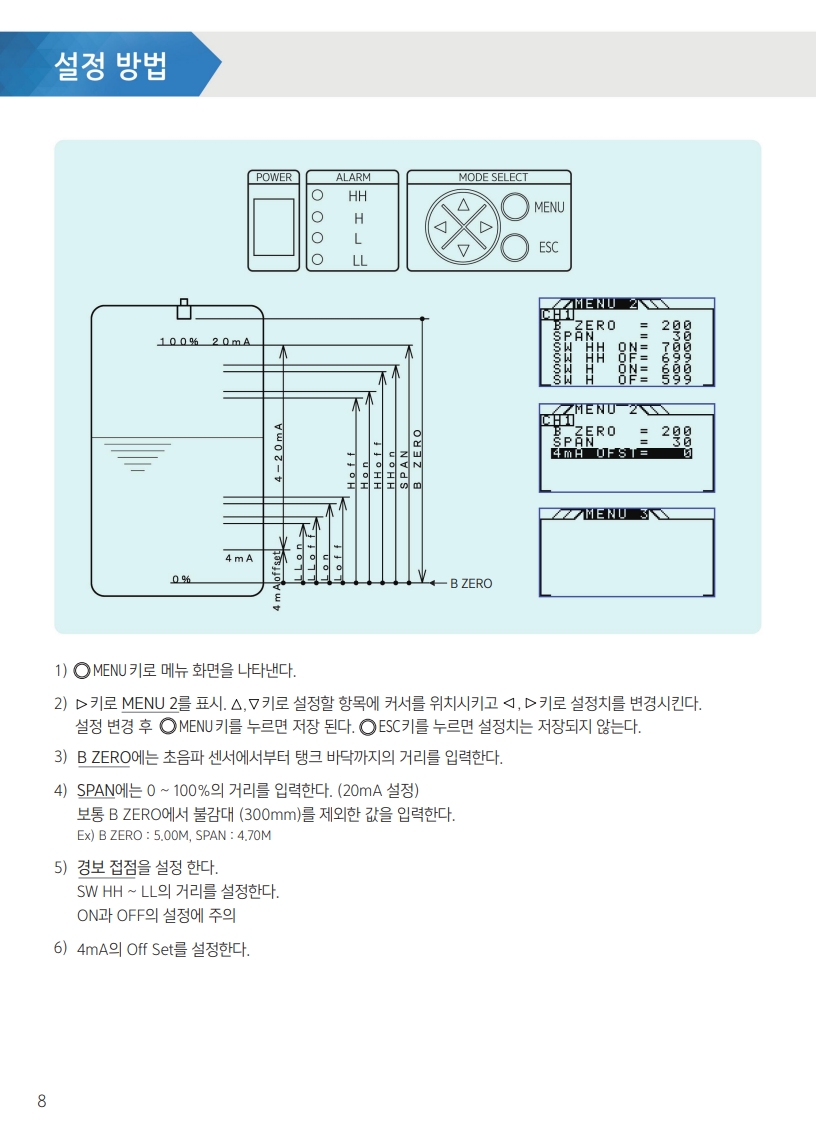 설정 방법
POWER
ALARM
HH
H
L
LL
MODE SELECT
MENU
ESC
100% 20mA
4mA
0%
4-20mA
4mA offset
LLon
LLoff
Lon
Loff
Hoff
Hon
HHoff
HHon
SPAN
B ZERO
B ZERO
MENU 2
CH1
B ZERO = 200
SPAN = 30
SW HH ON= 700
SW HH OF= 699
SW H ON= 600
SW H OF= 599
MENU 2
CH1
B ZERO = 200
SPAN = 30
4mA OFST= 0
MENU 3
1) ◯MENU키로 메뉴 화면을 나타낸다.
2) ▷키로 MENU 2를 표시. △,▽키로 설정할 항목에 커서를 위치시키고 ◁, ▷키로 설정치를 변경시킨다.
설정 변경 후 ◯MENU키를 누르면 저장 된다. ◯ESC키를 누르면 설정치는 저장되지 않는다.
3) B ZERO에는 초음파 센서에서부터 탱크 바닥까지의 거리를 입력한다.
4) SPAN에는 0 ~ 100%의 거리를 입력한다. (20mA 설정)
보통 B ZERO에서 불감대 (300mm)를 제외한 값을 입력한다.
Ex) B ZERO : 5.00M, SPAN : 4.70M
5) 경보 접점을 설정 한다.
SW HH ~ LL의 거리를 설정한다.
ON과 OFF의 설정에 주의
6) 4mA의 Off Set를 설정한다.
8